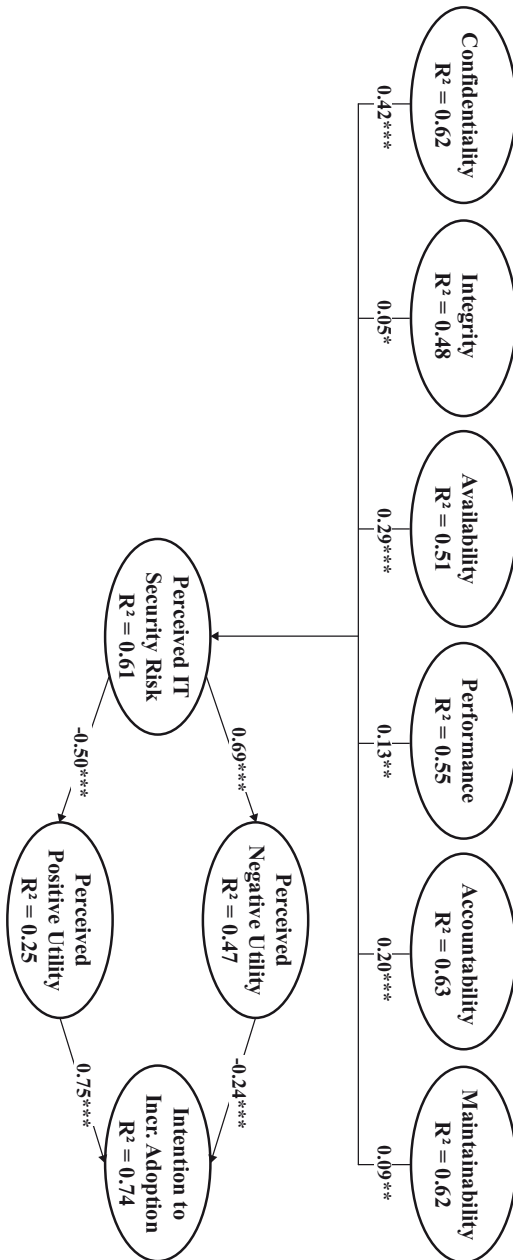 Confidentiality
R² = 0.62
Integrity
R² = 0.48
Availability
R² = 0.51
Performance
R² = 0.55
Accountability
R² = 0.63
Maintainability
R² = 0.62
0.42***
0.05*
0.29***
0.13**
0.20***
0.09**
Perceived IT
Security Risk
R² = 0.61
0.69***
-0.50***
Perceived
Negative Utility
R² = 0.47
Perceived
Positive Utility
R² = 0.25
-0.24***
0.75***
Intention to
Incr. Adoption
R² = 0.74